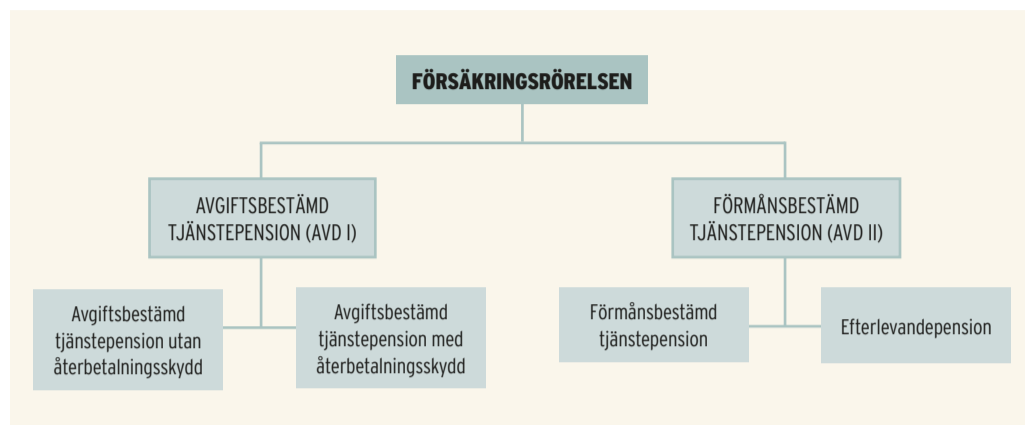 FÖRSÄKRINGSRÖRELSEN
AVGIFTSBESTÄMD
TJÄNSTEPENSION (AVD I)
FÖRMÅNSBESTÄMD
TJÄNSTEPENSION (AVD II)
Avgiftsbestämd
tjänstepension utan
återbetalningsskydd
Avgiftsbestämd
tjänstepension med
återbetalningsskydd
Förmånsbestämd
tjänstepension
Efterlevandepension